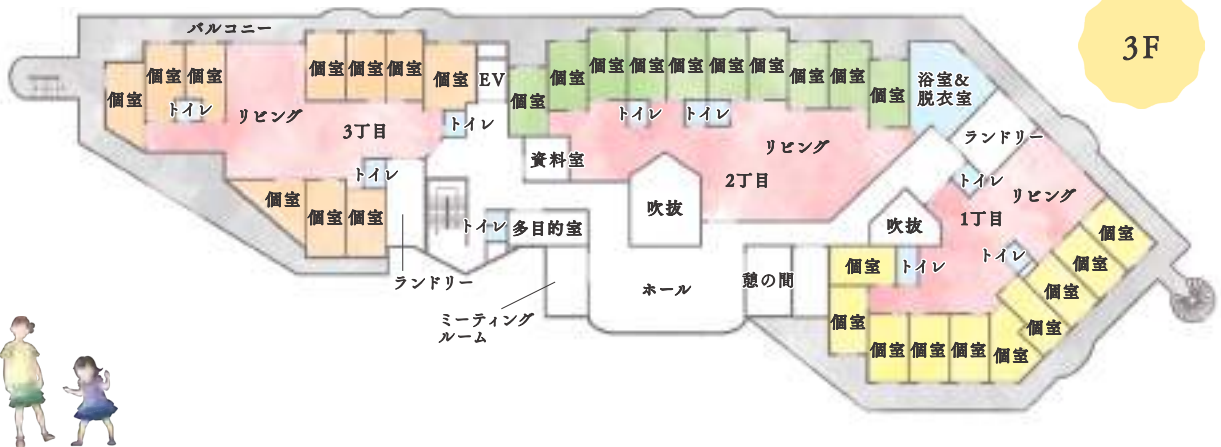 3F
バルコニー
個室
個室
個室
トイレ
リビング
個室
個室
個室
個室
EV
トイレ
3丁目
トイレ
個室
個室
個室
ランドリー
トイレ
多目的室
資料室
個室
個室
個室
個室
個室
個室
個室
個室
個室
個室
トイレ
トイレ
リビング
2丁目
吹抜
浴室&
脱衣室
ランドリー
トイレ
リビング
1丁目
吹抜
トイレ
トイレ
個室
個室
個室
個室
個室
個室
個室
個室
個室
個室
憩の間
ホール
ミーティング
ルーム